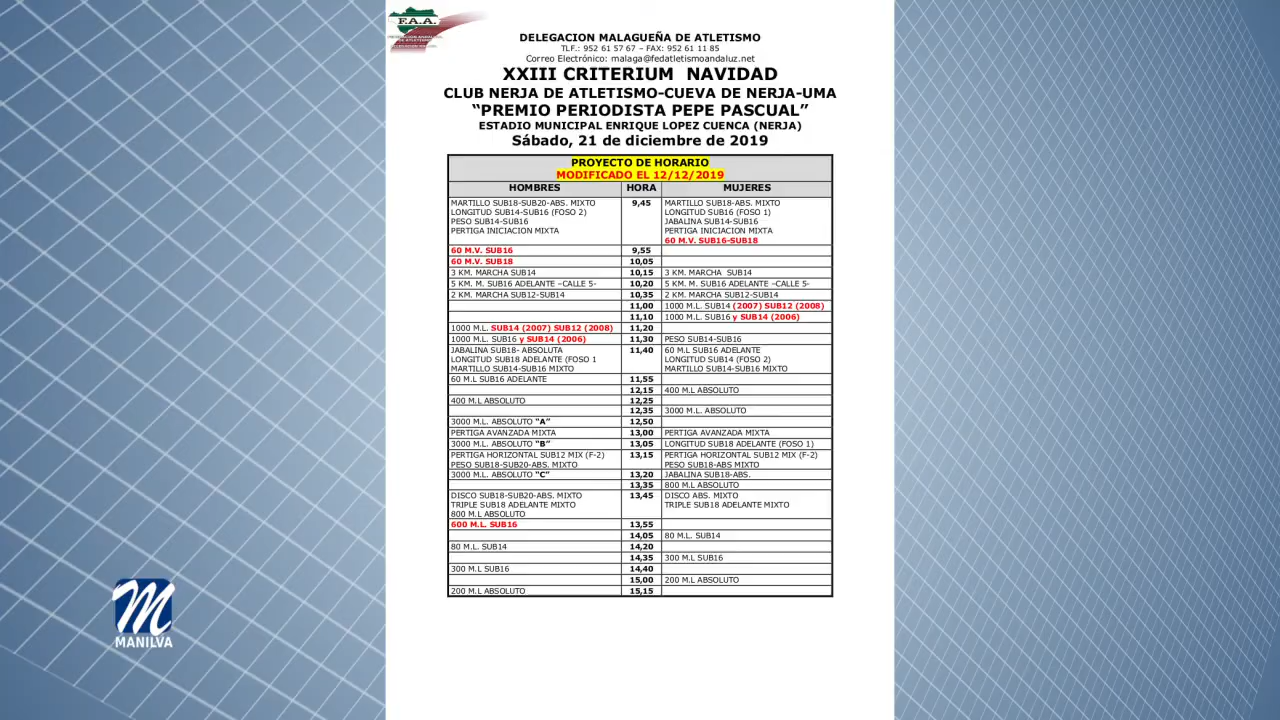 F.A.A.
DELEGACION MALAGUEÑA DE ATLETISMO
TLF.: 952 61 57 67 – FAX: 952 61 11 85
Correo Electrónico: malaga@fedatletismoandaluz.net
XXIII CRITERIUM NAVIDAD
CLUB NERJA DE ATLETISMO-CUEVA DE NERJA-UMA
“PREMIO PERIODISTA PEPE PASCUAL”
ESTADIO MUNICIPAL ENRIQUE LOPEZ CUENCA (NERJA)
Sábado, 21 de diciembre de 2019
PROYECTO DE HORARIO
MODIFICADO EL 12/12/2019
HOMBRES HORA MUJERES
MARTILLO SUB18-SUB20-ABS. MIXTO 9,45 MARTILLO SUB18-ABS. MIXTO
LONGITUD SUB14-SUB16 (FOSO 2) LONGITUD SUB16 (FOSO 1)
PESO SUB14-SUB16 JABALINA SUB14-SUB16
PERTIGA INICIACION MIXTA PERTIGA INICIACION MIXTA
60 M.V. SUB16-SUB18
60 M.V. SUB16 9,55
60 M.V. SUB18 10,05
3 KM. MARCHA SUB14 10,15 3 KM. MARCHA SUB14
5 KM. M. SUB16 ADELANTE –CALLE 5- 10,20 5 KM. M. SUB16 ADELANTE –CALLE 5-
2 KM. MARCHA SUB12-SUB14 10,35 2 KM. MARCHA SUB12-SUB14
11,00 1000 M.L. SUB14 (2007) SUB12 (2008)
11,10 1000 M.L. SUB16 y SUB14 (2006)
1000 M.L. SUB14 (2007) SUB12 (2008) 11,20
1000 M.L. SUB16 y SUB14 (2006) 11,30 PESO SUB14-SUB16
JABALINA SUB18- ABSOLUTA 11,40 60 M.L SUB16 ADELANTE
LONGITUD SUB18 ADELANTE (FOSO 1 LONGITUD SUB14 (FOSO 2)
MARTILLO SUB14-SUB16 MIXTO MARTILLO SUB14-SUB16 MIXTO
60 M.L SUB16 ADELANTE 11,55
12,15 400 M.L ABSOLUTO
400 M.L ABSOLUTO 12,25
12,35 3000 M.L. ABSOLUTO
3000 M.L. ABSOLUTO “A” 12,50
PERTIGA AVANZADA MIXTA 13,00 PERTIGA AVANZADA MIXTA
3000 M.L. ABSOLUTO “B” 13,05 LONGITUD SUB18 ADELANTE (FOSO 1)
PERTIGA HORIZONTAL SUB12 MIX (F-2) 13,15 PERTIGA HORIZONTAL SUB12 MIX (F-2)
PESO SUB18-SUB20-ABS. MIXTO PESO SUB18-ABS MIXTO
3000 M.L. ABSOLUTO “C” 13,20 JABALINA SUB18-ABS.
13,35 800 M.L ABSOLUTO
DISCO SUB18-SUB20-ABS. MIXTO 13,45 DISCO ABS. MIXTO
TRIPLE SUB18 ADELANTE MIXTO TRIPLE SUB18 ADELANTE MIXTO
800 M.L ABSOLUTO
600 M.L. SUB16 13,55
14,05 80 M.L. SUB14
80 M.L. SUB14 14,20
14,35 300 M.L SUB16
300 M.L SUB16 14,40
15,00 200 M.L ABSOLUTO
200 M.L ABSOLUTO 15,15
M
MANILVA